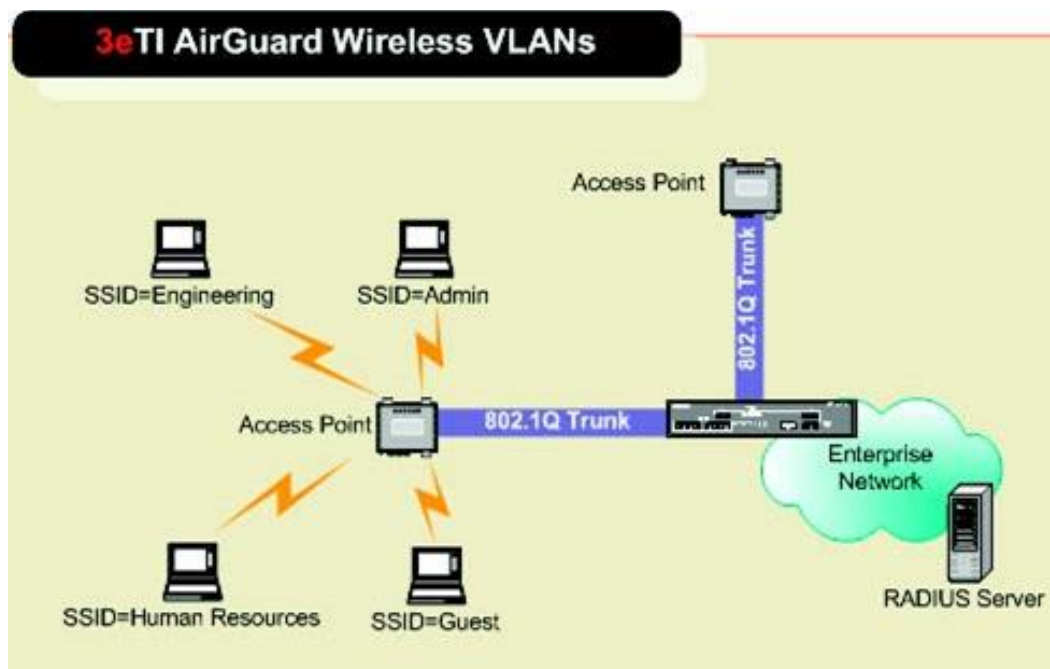 3eTI AirGuard Wireless VLANs
Access Point
802.1Q Trunk
SSID=Engineering
SSID=Admin
Access Point
802.1Q Trunk
Enterprise
Network
SSID=Human Resources
SSID=Guest
RADIUS Server